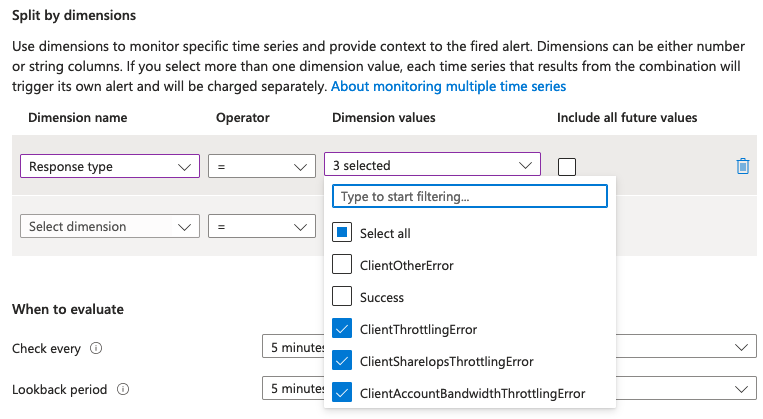 Split by dimensions
Use dimensions to monitor specific time series and provide context to the fired alert. Dimensions can be either number
or string columns. If you select more than one dimension value, each time series that results from the combination will
trigger its own alert and will be charged separately. About monitoring multiple time series
Dimension name Operator Dimension values Include all future values
Response type = 3 selected
Type to start filtering...
Select dimension =
Select all
ClientOtherError
Success
ClientThrottlingError
ClientShareIopsThrottlingError
ClientAccountBandwidthThrottlingError
When to evaluate
Check every 5 minutes
Lookback period 5 minutes